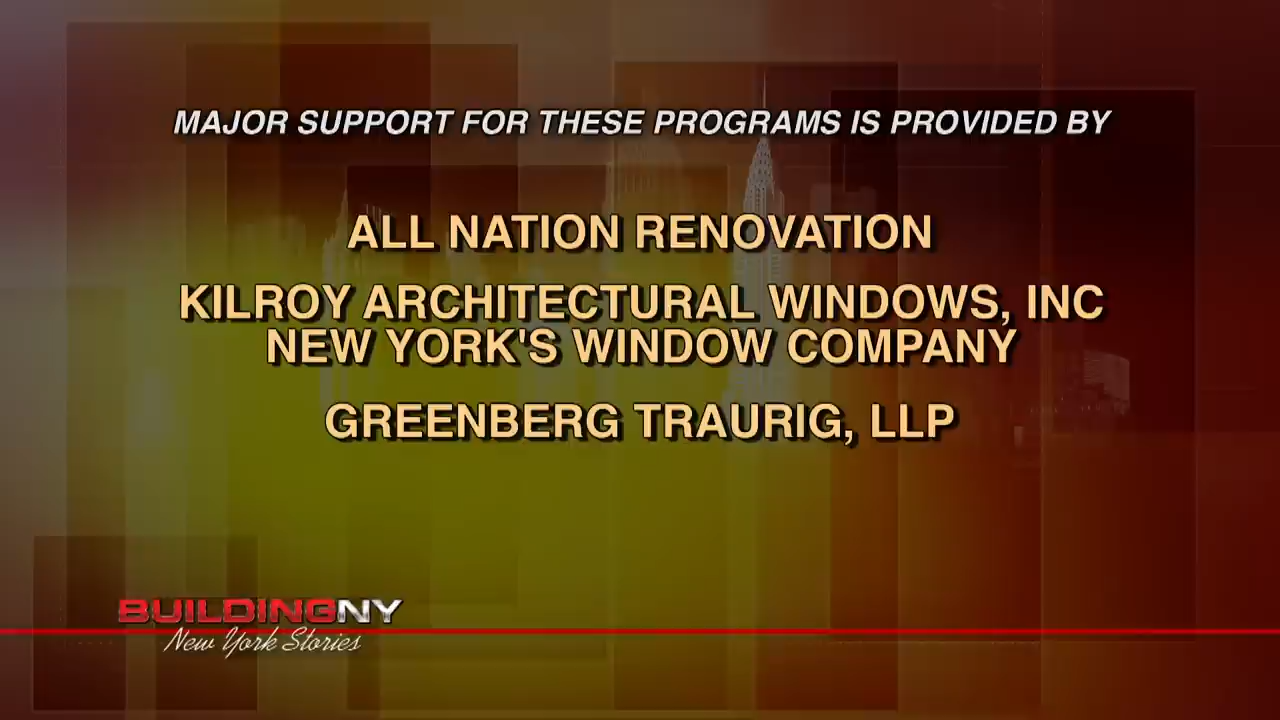 MAJOR SUPPORT FOR THESE PROGRAMS IS PROVIDED BY
ALL NATION RENOVATION
KILROY ARCHITECTURAL WINDOWS, INC
NEW YORK'S WINDOW COMPANY
GREENBERG TRAURIG, LLP
BUILDINGNY
New York Stories